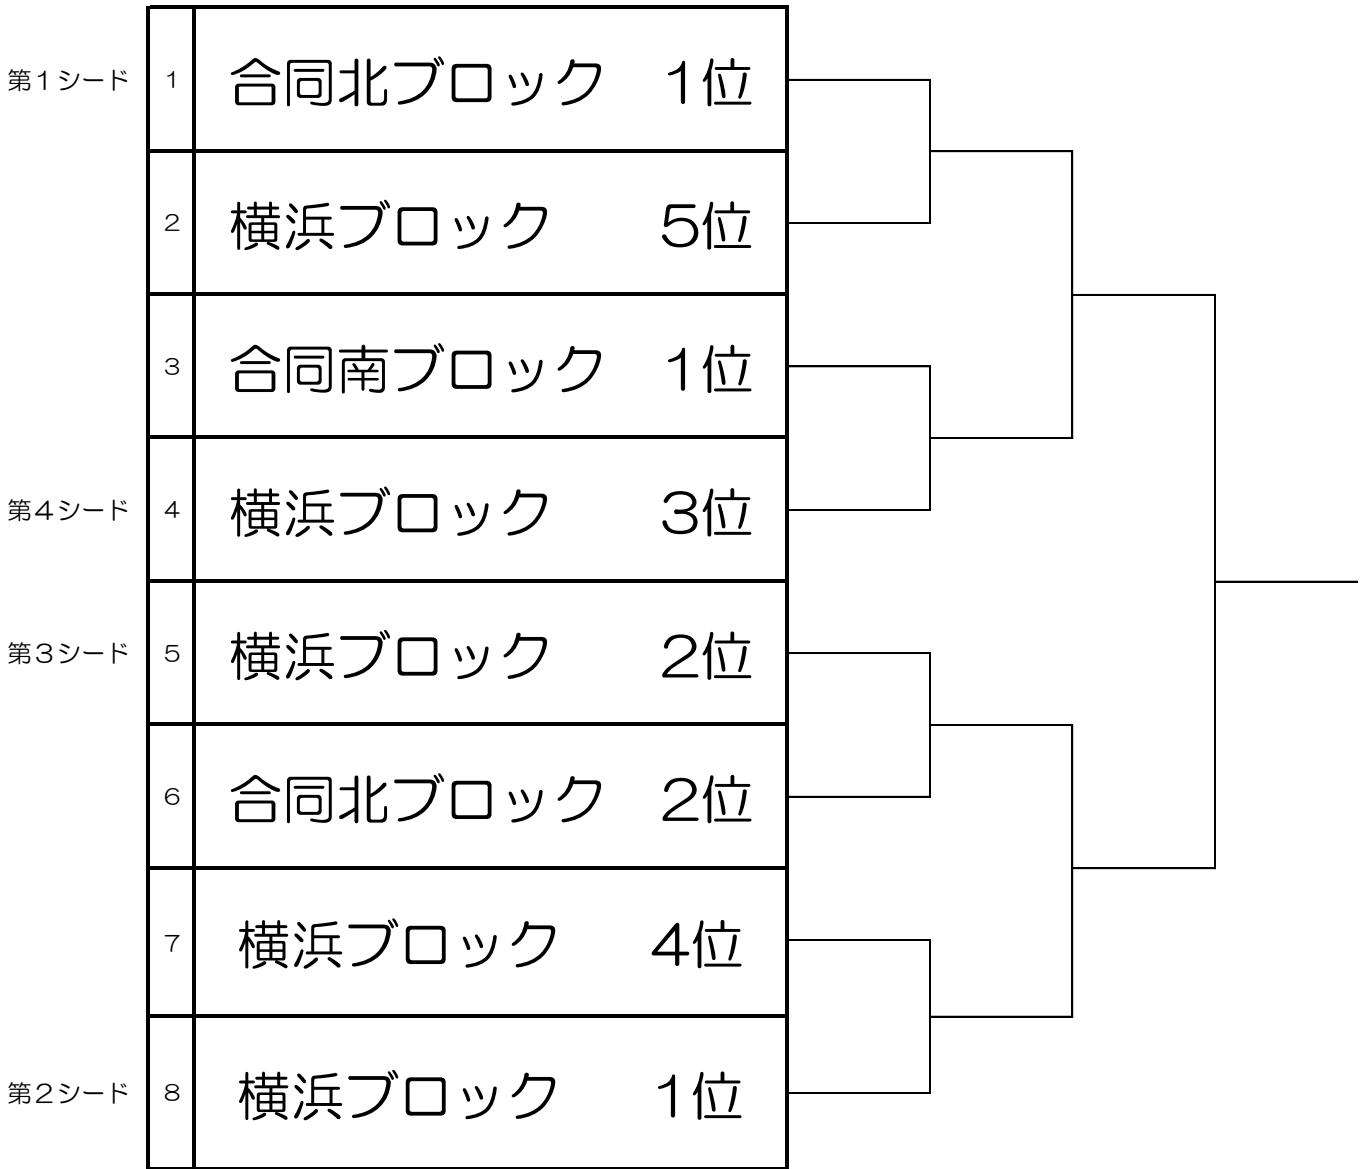 第1シード 1 合同北ブロック 1位
2 横浜ブロック 5位
3 合同南ブロック 1位
第4シード 4 横浜ブロック 3位
第3シード 5 横浜ブロック 2位
6 合同北ブロック 2位
7 横浜ブロック 4位
第2シード 8 横浜ブロック 1位